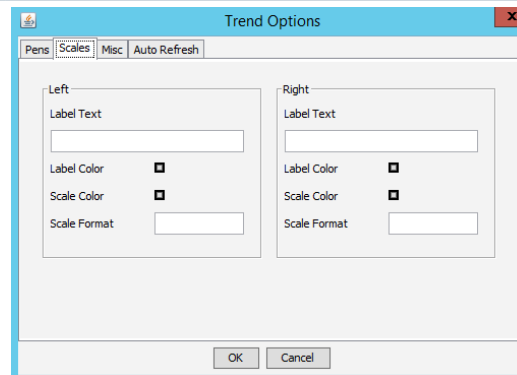 Trend Options
x
Pens Scales Misc Auto Refresh
Left
Label Text
Label Color
Scale Color
Scale Format
Right
Label Text
Label Color
Scale Color
Scale Format
OK Cancel